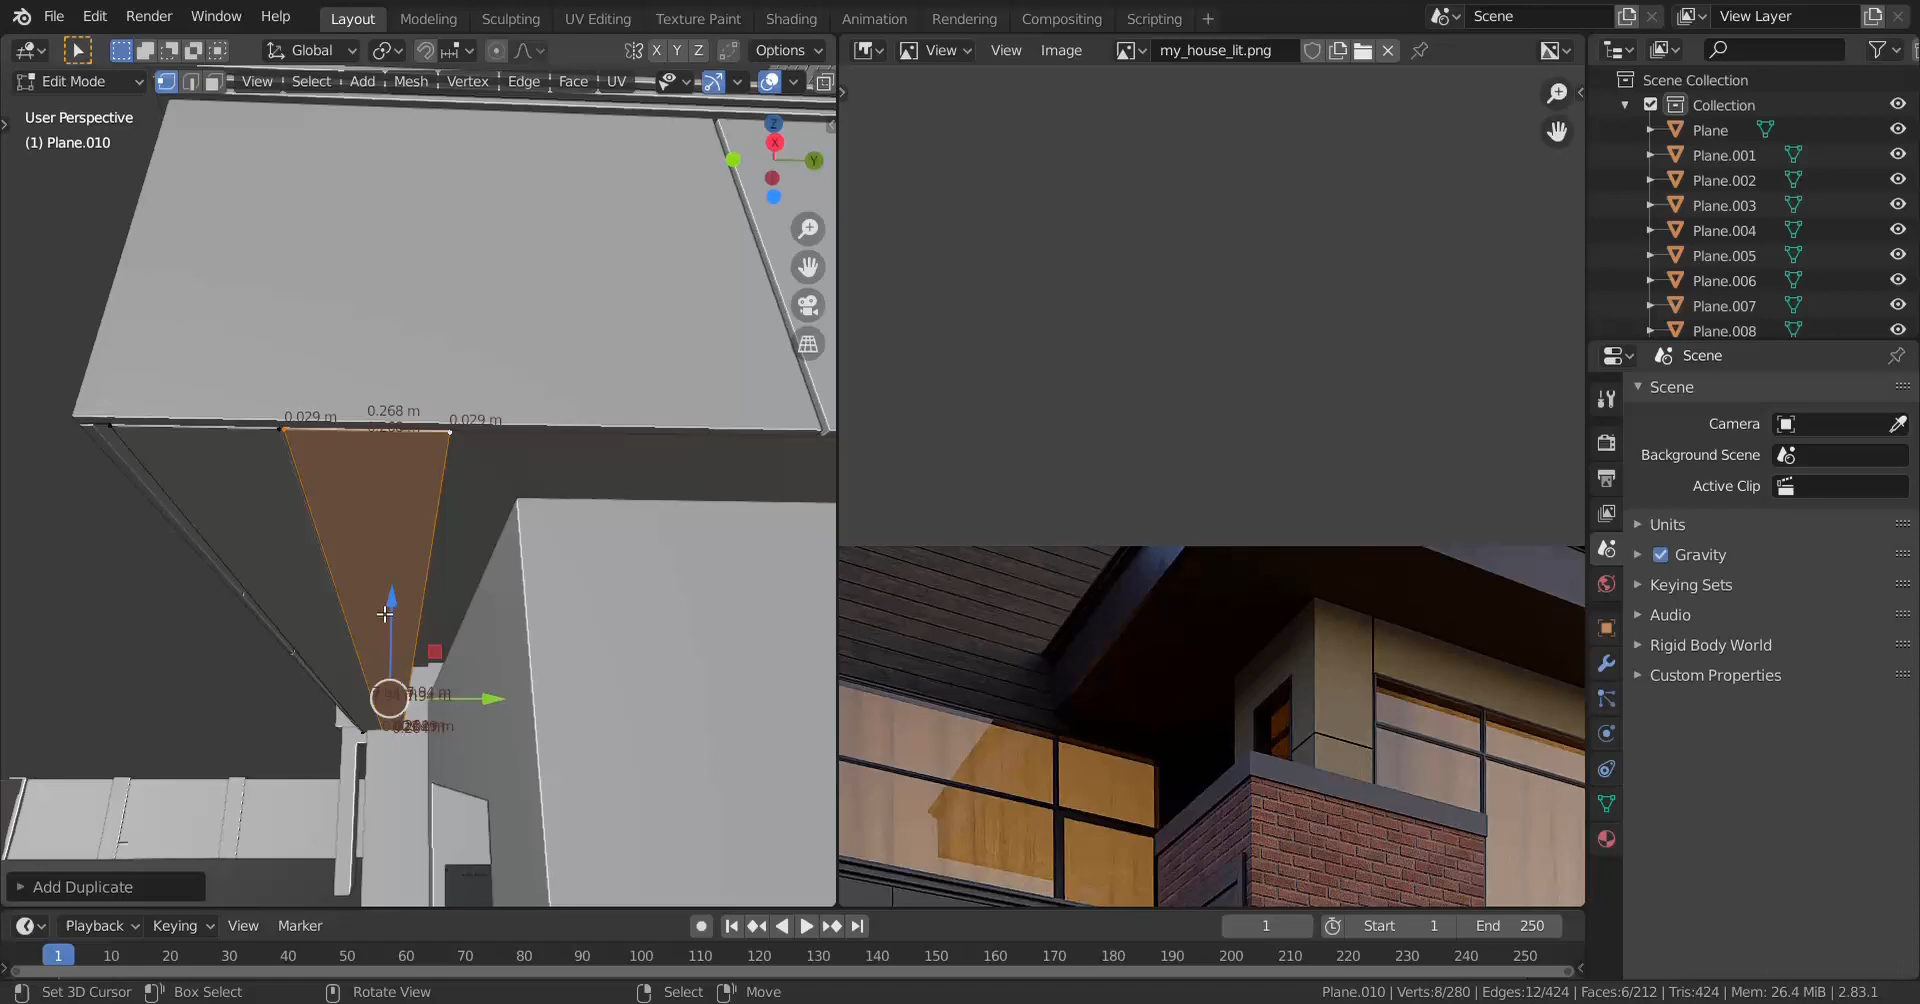 File Edit Render Window Help Layout Modeling Sculpting UV Editing Texture Paint Shading Animation Rendering Compositing Scripting + Scene View Layer
Global X Y Z Options View View Image my_house_lit.png
Edit Mode View Select Add Mesh Vertex Edge Face UV
User Perspective
(1) Plane.010
Z
X
Y
0.029 m 0.268 m 0.029 m
Add Duplicate
Scene Collection
Collection
Plane
Plane.001
Plane.002
Plane.003
Plane.004
Plane.005
Plane.006
Plane.007
Plane.008
Scene
Scene
Camera
Background Scene
Active Clip
Units
Gravity
Keying Sets
Audio
Rigid Body World
Custom Properties
Playback Keying View Marker 1 Start 1 End 250
1 10 20 30 40 50 60 70 80 90 100 110 120 130 140 150 160 170 180 190 200 210 220 230 240 250
Set 3D Cursor Box Select Rotate View Select Move Plane.010 | Verts:8/280 | Edges:12/424 | Faces:6/212 | Tris:424 | Mem: 26.4 MiB | 2.83.1